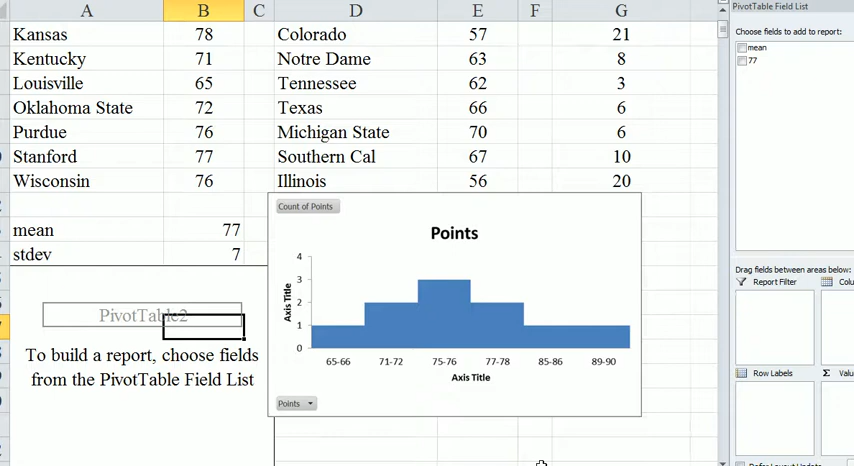 A B C D E F G
PivotTable Field List
Choose fields to add to report:
mean
77
Kansas 78 Colorado 57 21
Kentucky 71 Notre Dame 63 8
Louisville 65 Tennessee 62 3
Oklahoma State 72 Texas 66 6
Purdue 76 Michigan State 70 6
Stanford 77 Southern Cal 67 10
Wisconsin 76 Illinois 56 20
mean 77
stdev 7
PivotTable2
To build a report, choose fields
from the PivotTable Field List
Count of Points
Points
Axis Title
4
3
2
1
0
65-66 71-72 75-76 77-78 85-86 89-90
Axis Title
Points
Drag fields between areas below:
Report Filter
Row Labels
Σ